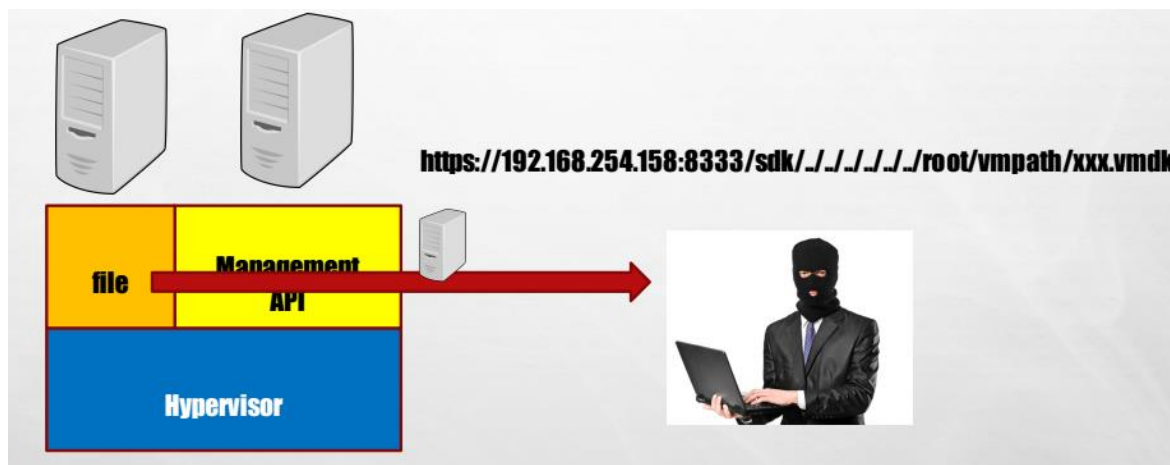 https://192.168.254.158:8333/sdk/../../../../../../root/vmpath/xxx.vmdk
file
Management
API
Hypervisor